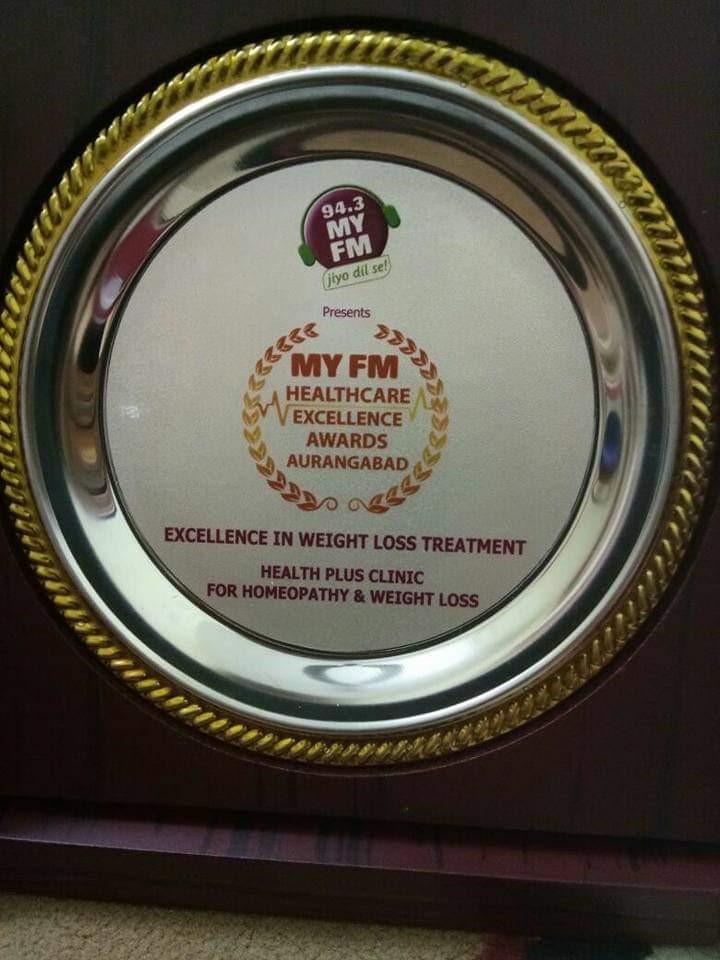 94.3
MY
FM
jiyo dil se!
Presents
MY FM
HEALTHCARE
EXCELLENCE
AWARDS
AURANGABAD
EXCELLENCE IN WEIGHT LOSS TREATMENT
HEALTH PLUS CLINIC
FOR HOMEOPATHY & WEIGHT LOSS